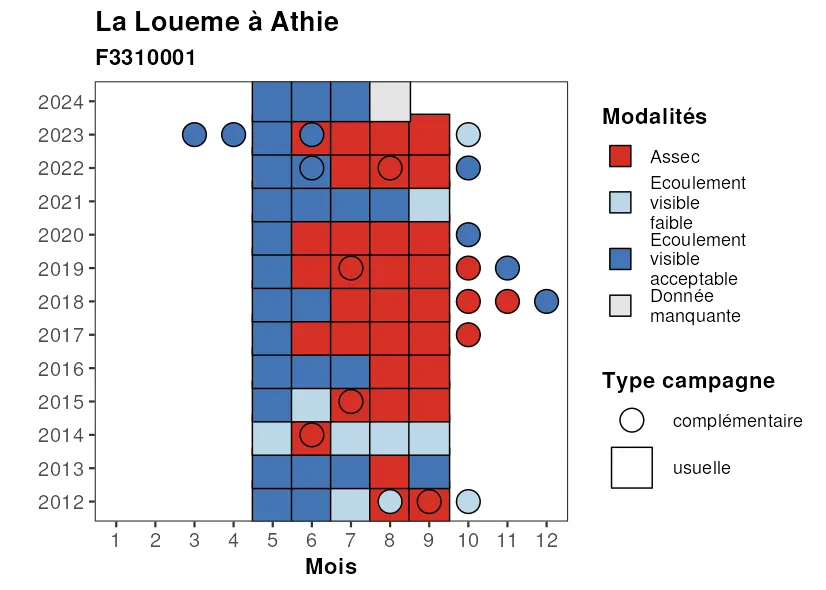 La Loueme à Athie
F3310001
2024
2023
2022
2021
2020
2019
2018
2017
2016
2015
2014
2013
2012
1 2 3 4 5 6 7 8 9 10 11 12
Mois
Modalités
Assec
Ecoulement
visible
faible
Ecoulement
visible
acceptable
Donnée
manquante
Type campagne
complémentaire
usuelle